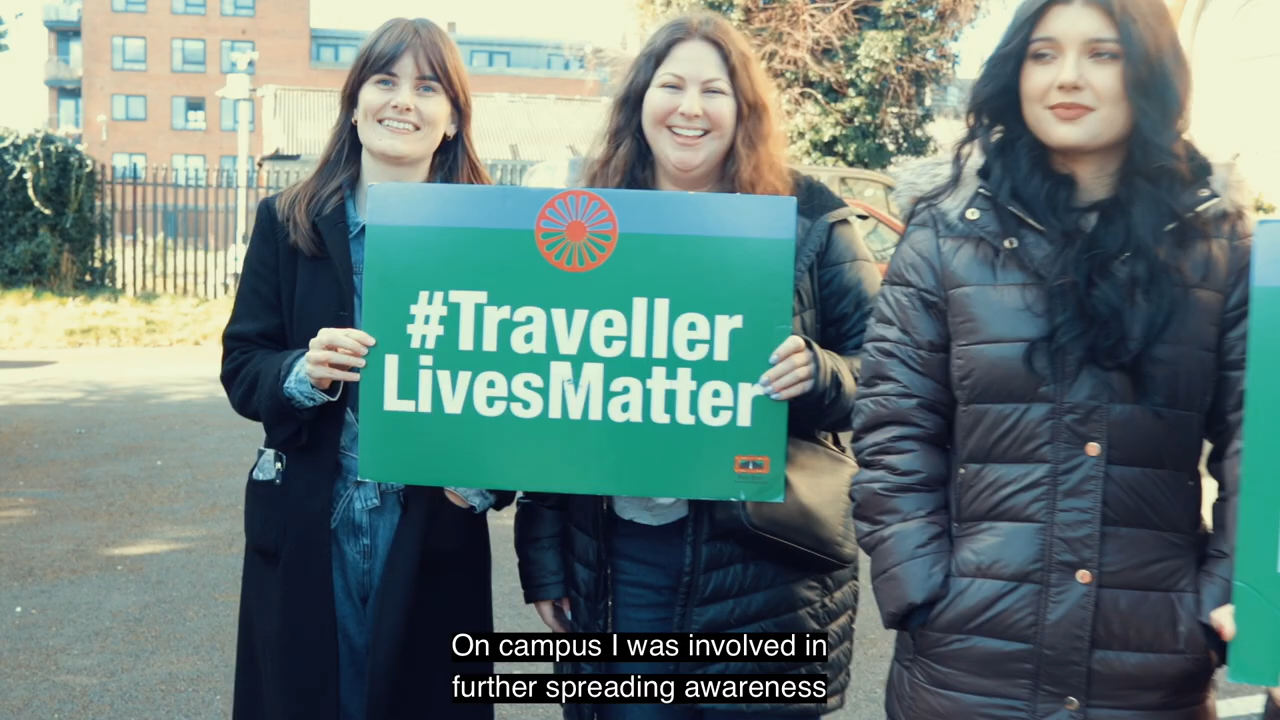 #Traveller
LivesMatter
On campus I was involved in
further spreading awareness